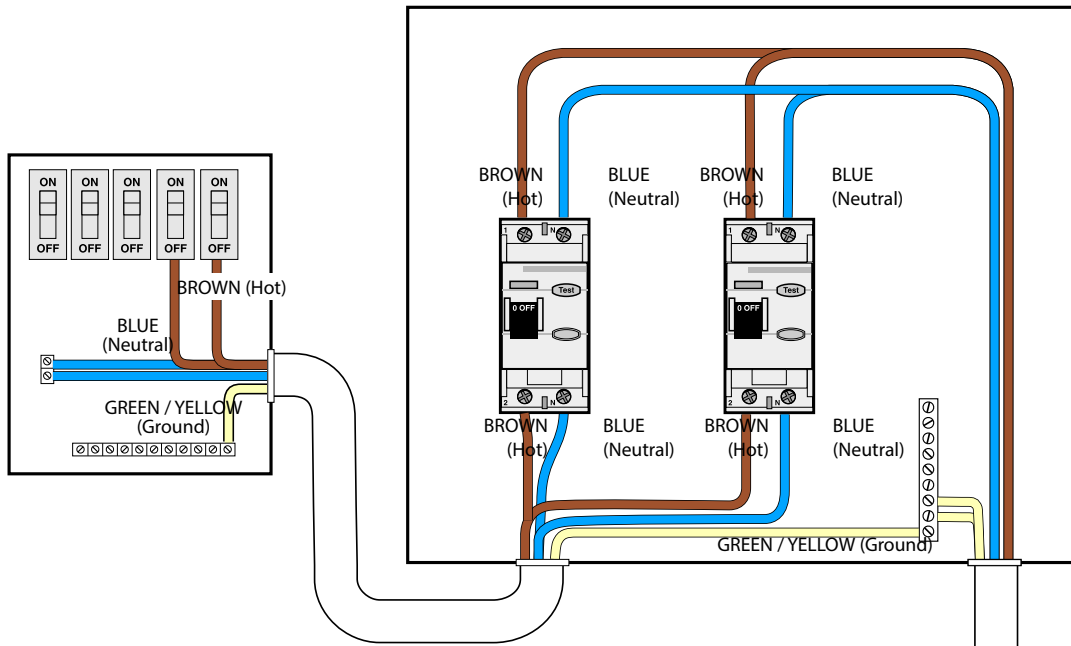 ON
ON
ON
ON
ON
OFF
OFF
OFF
OFF
OFF
BROWN (Hot)
BLUE
(Neutral)
GREEN / YELLOW
(Ground)
BROWN
(Hot)
BLUE
(Neutral)
BROWN
(Hot)
BLUE
(Neutral)
1
N
Test
0 OFF
2
N
1
N
Test
0 OFF
2
N
BROWN
(Hot)
BLUE
(Neutral)
BROWN
(Hot)
BLUE
(Neutral)
GREEN / YELLOW (Ground)